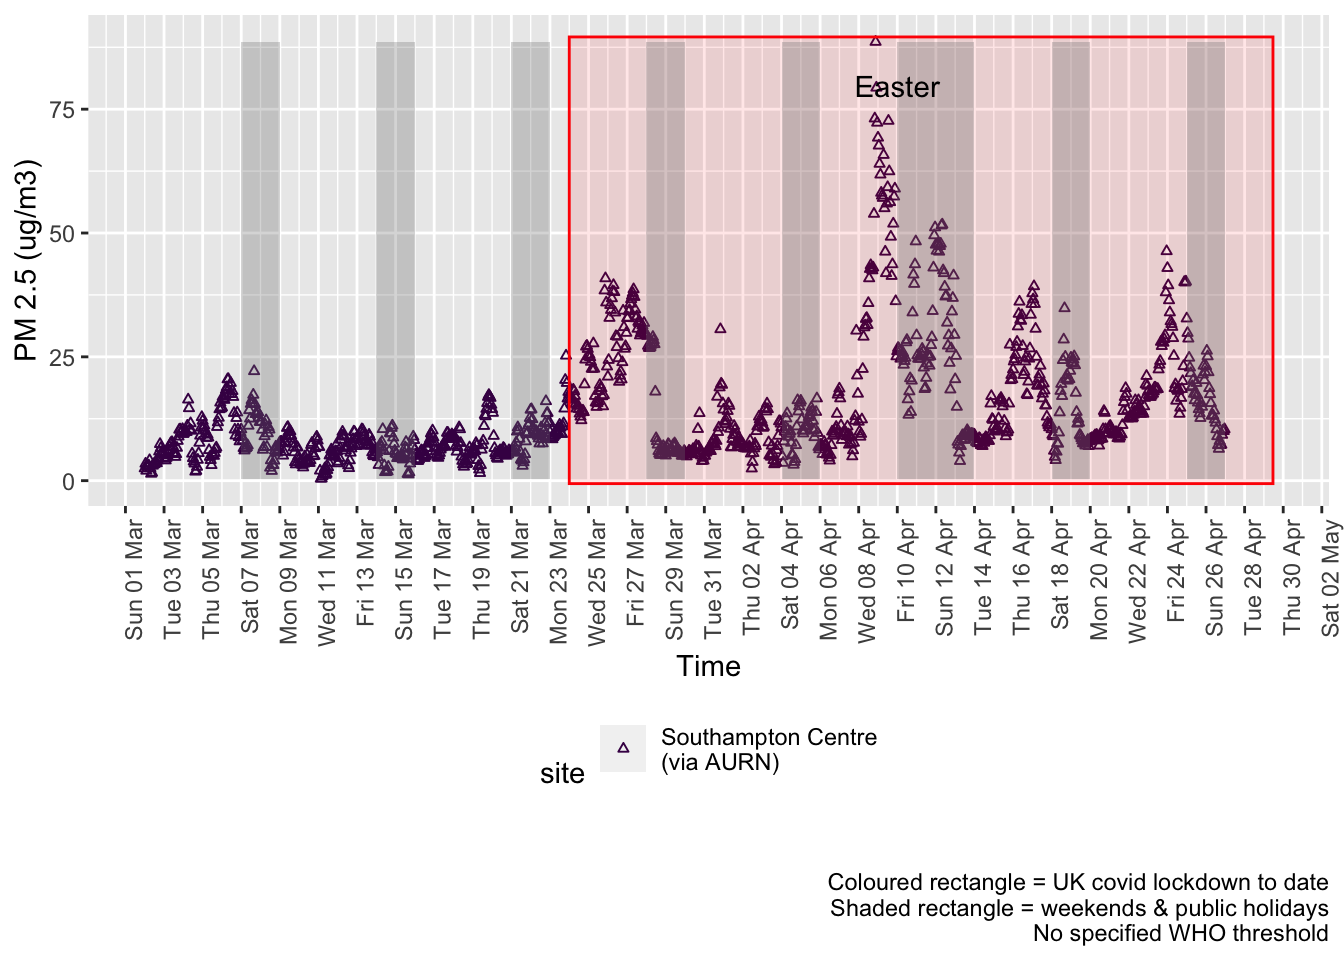 PM 2.5 (ug/m3)
75
50
25
0
Easter
Sun 01 Mar
Tue 03 Mar
Thu 05 Mar
Sat 07 Mar
Mon 09 Mar
Wed 11 Mar
Fri 13 Mar
Sun 15 Mar
Tue 17 Mar
Thu 19 Mar
Sat 21 Mar
Mon 23 Mar
Wed 25 Mar
Fri 27 Mar
Sun 29 Mar
Tue 31 Mar
Thu 02 Apr
Sat 04 Apr
Mon 06 Apr
Wed 08 Apr
Fri 10 Apr
Sun 12 Apr
Tue 14 Apr
Thu 16 Apr
Sat 18 Apr
Mon 20 Apr
Wed 22 Apr
Fri 24 Apr
Sun 26 Apr
Tue 28 Apr
Thu 30 Apr
Sat 02 May
Time
site
Southampton Centre
(via AURN)
Coloured rectangle = UK covid lockdown to date
Shaded rectangle = weekends & public holidays
No specified WHO threshold